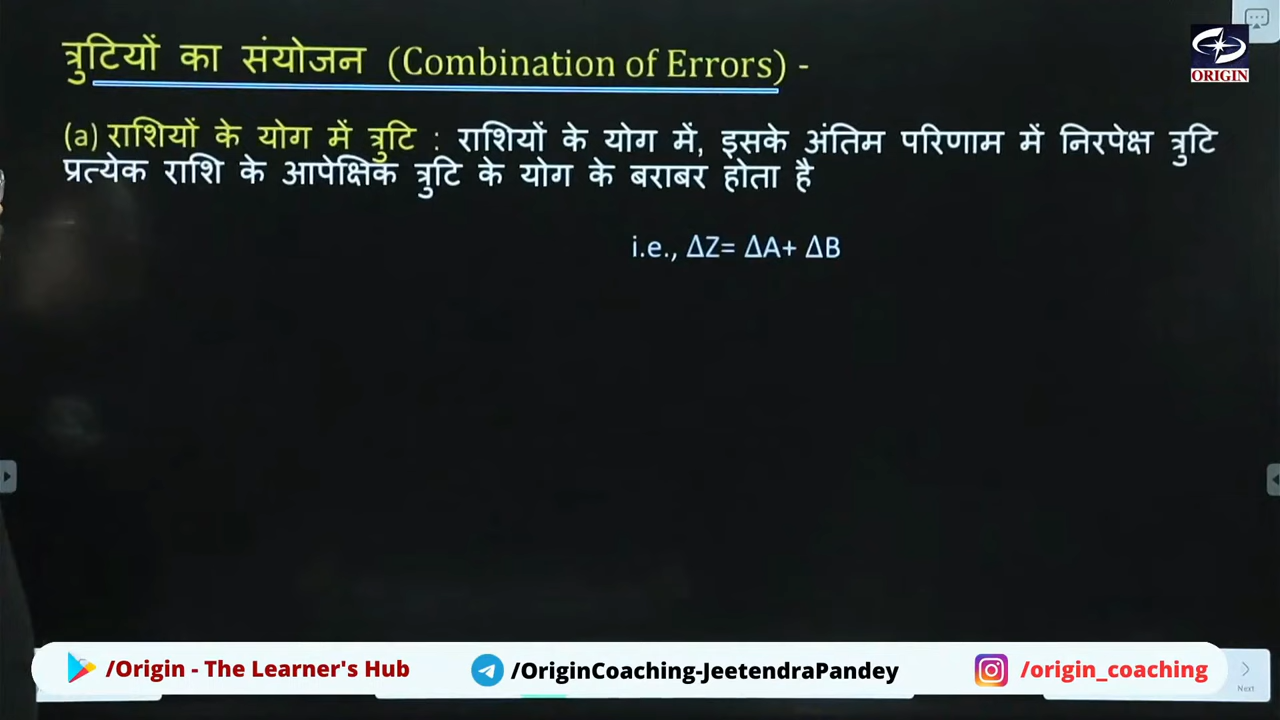 त्रुटियों का संयोजन (Combination of Errors) -
ORIGIN
(a) राशियों के योग में त्रुटि : राशियों के योग में, इसके अंतिम परिणाम में निरपेक्ष त्रुटि
प्रत्येक राशि के आपेक्षिक त्रुटि के योग के बराबर होता है
i.e., ΔZ= ΔA+ ΔB
/Origin - The Learner's Hub
/OriginCoaching-JeetendraPandey
/origin_coaching
Next